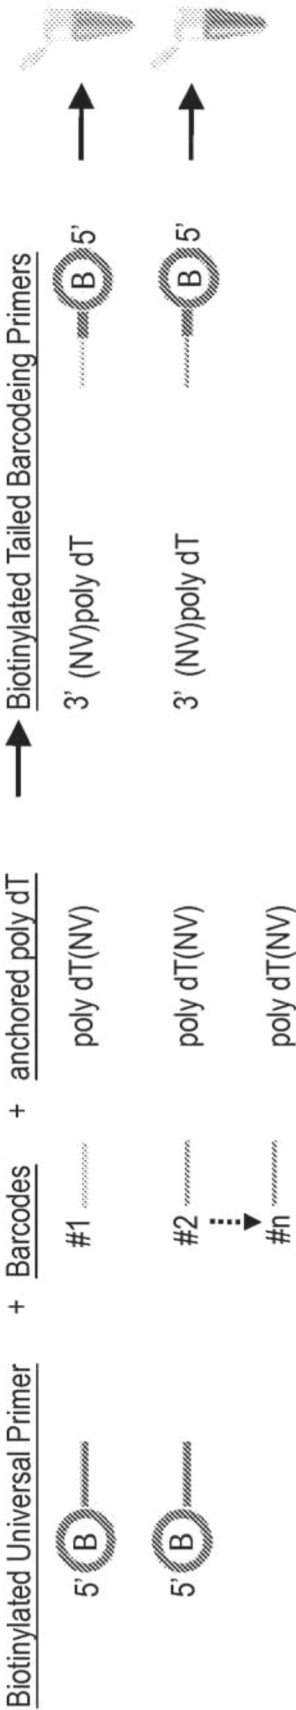 Biotinylated Universal Primer + Barcodes + anchored poly dT Biotinylated Tailed Barcodeing Primers
5' B #1 poly dT(NV) 3' (NV)poly dT B 5'
5' B #2 poly dT(NV) 3' (NV)poly dT B 5'
#n poly dT(NV)